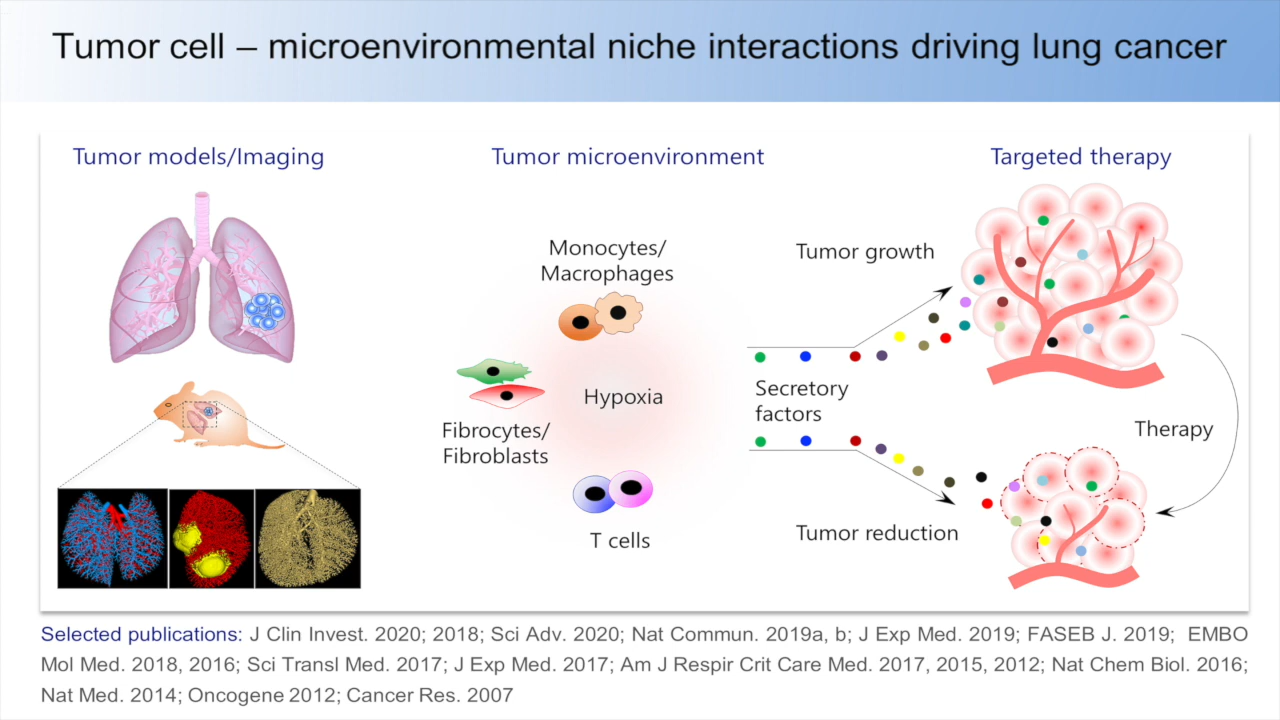 Tumor cell – microenvironmental niche interactions driving lung cancer
Tumor models/Imaging
Tumor microenvironment
Monocytes/
Macrophages
Hypoxia
Fibrocytes/
Fibroblasts
T cells
Targeted therapy
Tumor growth
Secretory
factors
Therapy
Tumor reduction
Selected publications: J Clin Invest. 2020; 2018; Sci Adv. 2020; Nat Commun. 2019a, b; J Exp Med. 2019; FASEB J. 2019; EMBO
Mol Med. 2018, 2016; Sci Transl Med. 2017; J Exp Med. 2017; Am J Respir Crit Care Med. 2017, 2015, 2012; Nat Chem Biol. 2016;
Nat Med. 2014; Oncogene 2012; Cancer Res. 2007